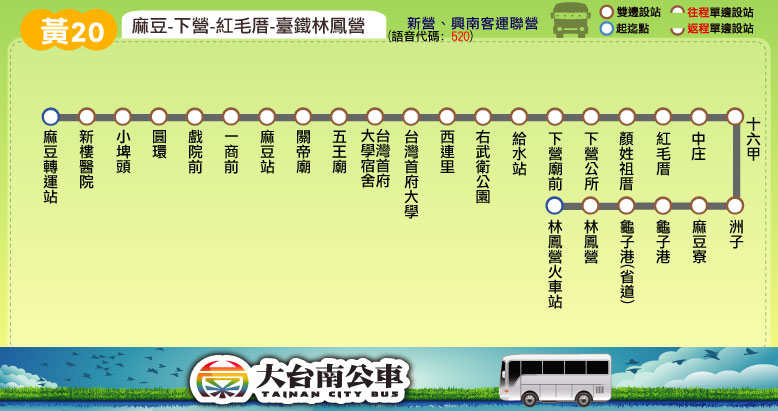 黃20
麻豆-下營-紅毛厝-臺鐵林鳳營
新營、興南客運聯營
(語音代碼：520)
雙邊設站
往程單邊設站
起迄點
返程單邊設站
麻豆轉運站
新樓醫院
小埤頭
圓環
戲院前
一商前
麻豆站
關帝廟
五王廟
台灣首府
大學宿舍
台灣首府大學
西連里
右武衛公園
給水站
下營廟前
下營公所
顏姓祖厝
紅毛厝
中庄
十六甲
洲子
麻豆寮
龜子港
龜子港(省道)
林鳳營
林鳳營火車站
大台南公車
TAINAN CITY BUS